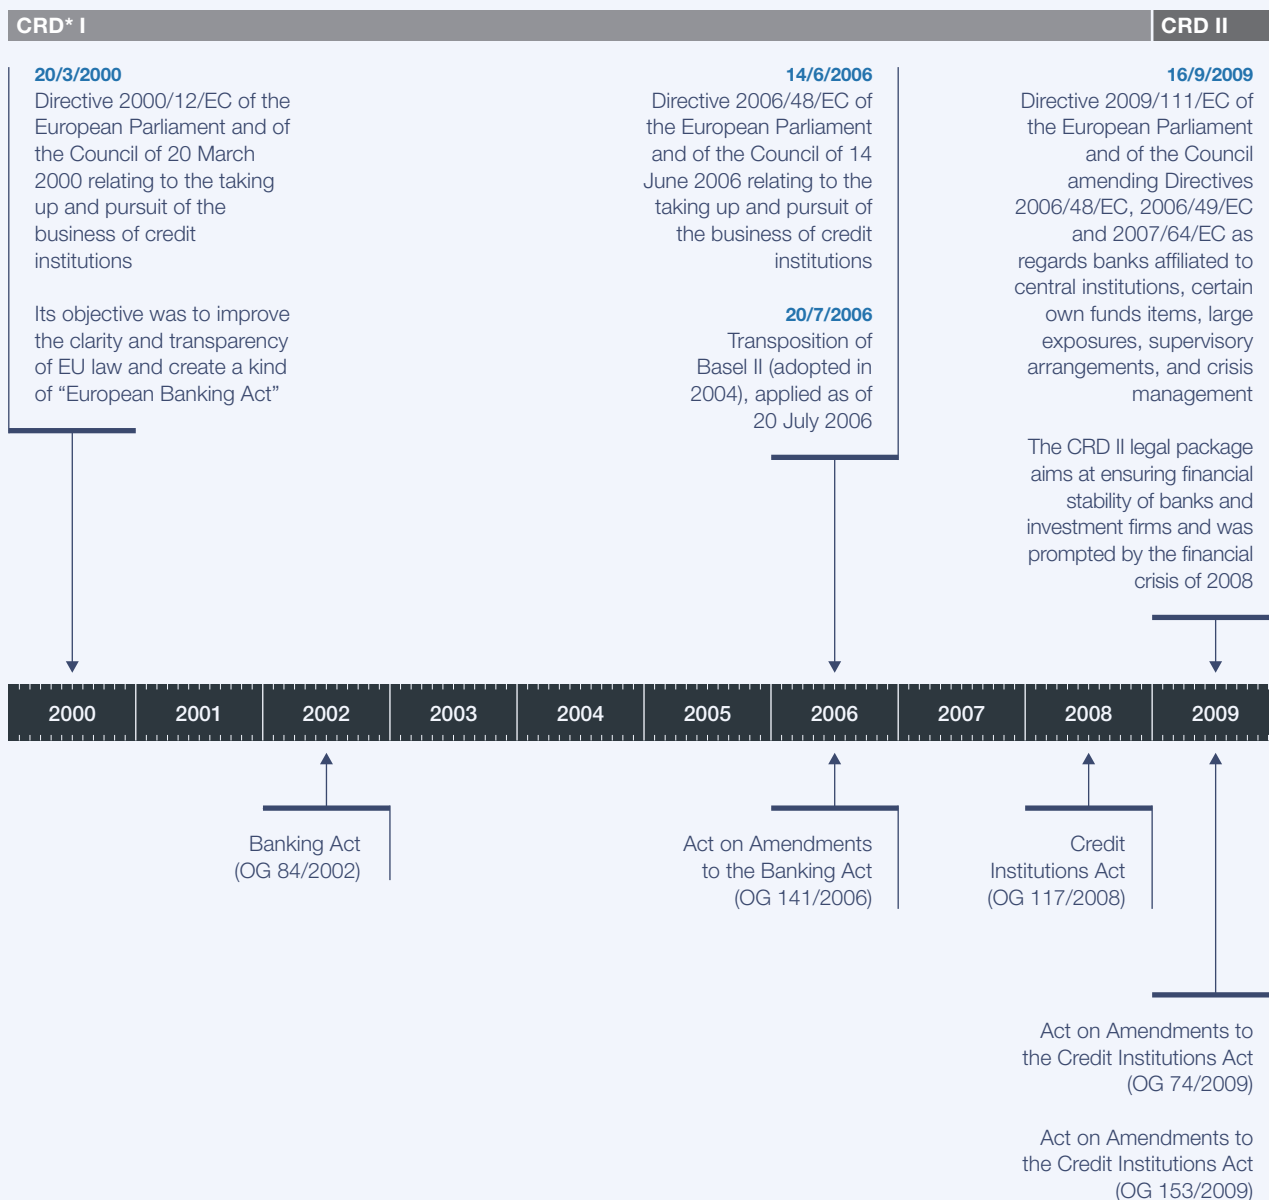 CRD* I
CRD II
20/3/2000
Directive 2000/12/EC of the
European Parliament and of
the Council of 20 March
2000 relating to the taking
up and pursuit of the
business of credit
institutions
Its objective was to improve
the clarity and transparency
of EU law and create a kind
of “European Banking Act”
14/6/2006
Directive 2006/48/EC of
the European Parliament
and of the Council of 14
June 2006 relating to the
taking up and pursuit of
the business of credit
institutions
20/7/2006
Transposition of
Basel II (adopted in
2004), applied as of
20 July 2006
16/9/2009
Directive 2009/111/EC of
the European Parliament
and of the Council
amending Directives
2006/48/EC, 2006/49/EC
and 2007/64/EC as
regards banks affiliated to
central institutions, certain
own funds items, large
exposures, supervisory
arrangements, and crisis
management
The CRD II legal package
aims at ensuring financial
stability of banks and
investment firms and was
prompted by the financial
crisis of 2008
2000 2001 2002 2003 2004 2005 2006 2007 2008 2009
Banking Act
(OG 84/2002)
Act on Amendments
to the Banking Act
(OG 141/2006)
Credit
Institutions Act
(OG 117/2008)
Act on Amendments to
the Credit Institutions Act
(OG 74/2009)
Act on Amendments to
the Credit Institutions Act
(OG 153/2009)